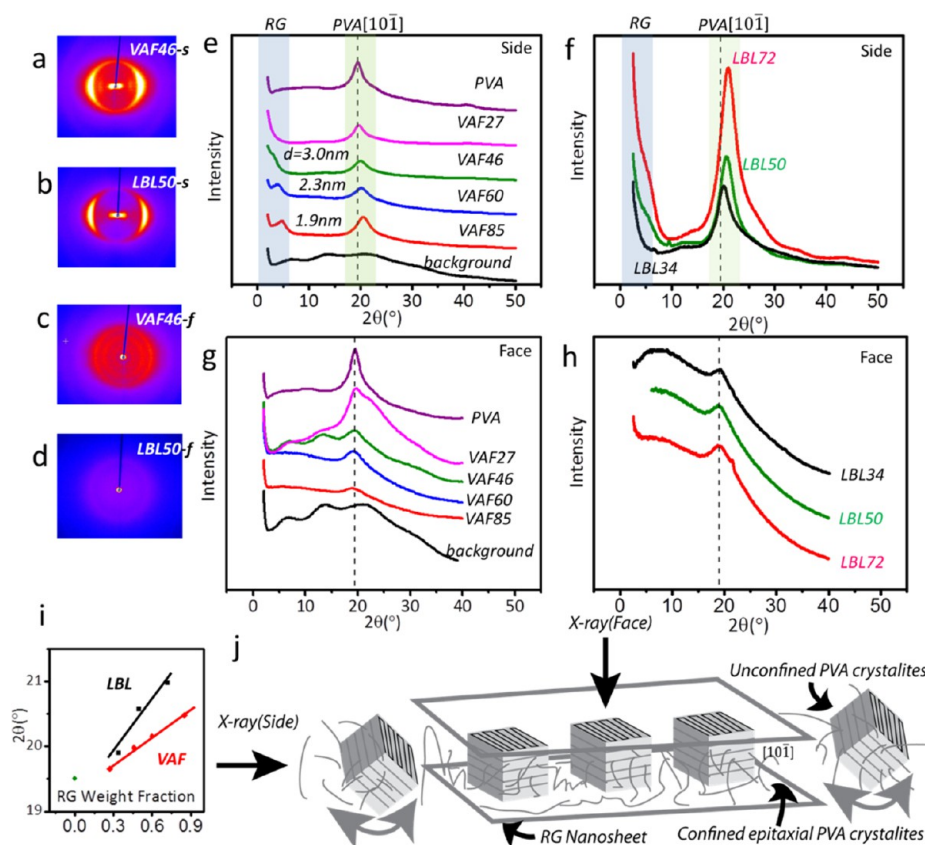 a
VAF46-s
b
LBL50-s
c
VAF46-f
d
LBL50-f
e
RG
PVA[101̅]
Side
PVA
VAF27
d=3.0nm
VAF46
2.3nm
VAF60
1.9nm
VAF85
background
Intensity
0 10 20 30 40 50
2θ(°)
f
RG
PVA[101̅]
Side
LBL72
LBL50
LBL34
Intensity
0 10 20 30 40 50
2θ(°)
g
Face
PVA
VAF27
VAF46
VAF60
VAF85
background
Intensity
0 10 20 30 40 50
2θ(°)
h
Face
LBL34
LBL50
LBL72
Intensity
0 10 20 30 40 50
2θ(°)
i
LBL
VAF
21
20
19
2θ(°)
RG Weight Fraction
0.0 0.3 0.6 0.9
j
X-ray(Face)
Unconfined PVA crystalites
X-ray(Side)
[101̅]
RG Nanosheet
Confined epitaxial PVA crystalites